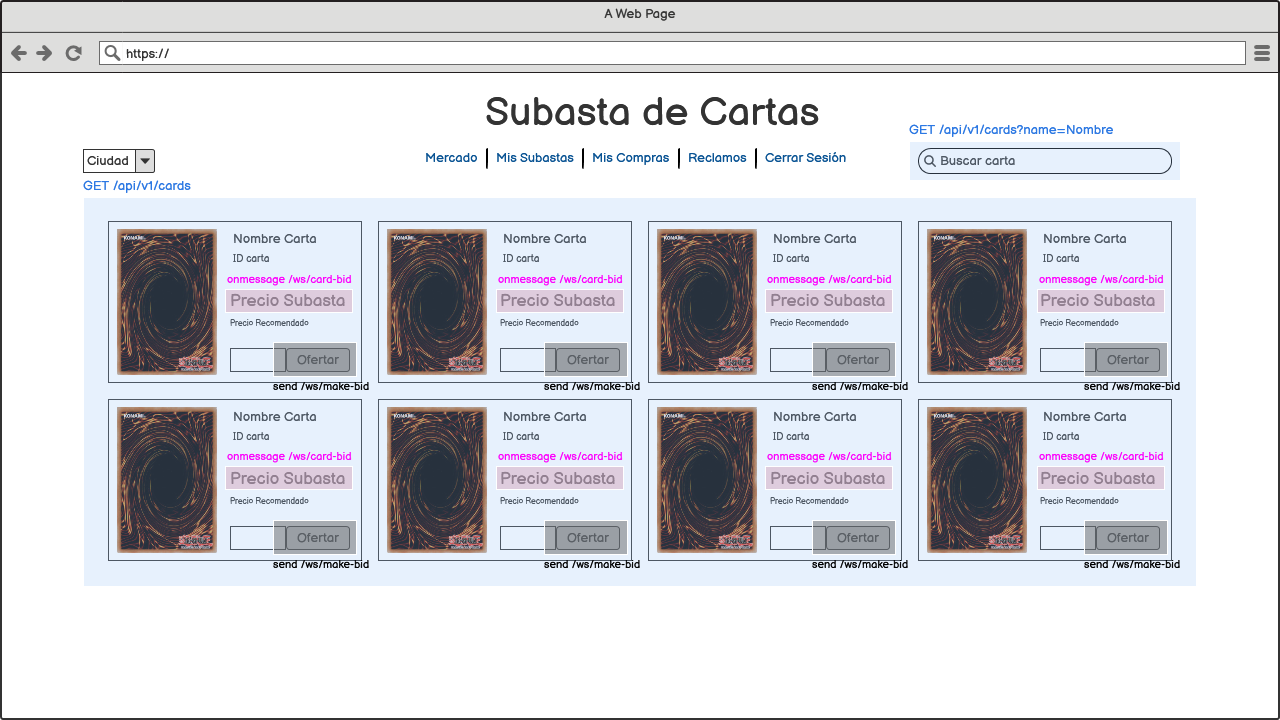 A Web Page
https://
Subasta de Cartas
GET /api/v1/cards?name=Nombre
Ciudad
Mercado Mis Subastas Mis Compras Reclamos Cerrar Sesión
Buscar carta
GET /api/v1/cards
KONAMI Nombre Carta KONAMI Nombre Carta KONAMI Nombre Carta KONAMI Nombre Carta
ID carta ID carta ID carta ID carta
onmessage /ws/card-bid onmessage /ws/card-bid onmessage /ws/card-bid onmessage /ws/card-bid
Precio Subasta Precio Subasta Precio Subasta Precio Subasta
Precio Recomendado Precio Recomendado Precio Recomendado Precio Recomendado
Ofertar Ofertar Ofertar Ofertar
send /ws/make-bid send /ws/make-bid send /ws/make-bid send /ws/make-bid
KONAMI Nombre Carta KONAMI Nombre Carta KONAMI Nombre Carta KONAMI Nombre Carta
ID carta ID carta ID carta ID carta
onmessage /ws/card-bid onmessage /ws/card-bid onmessage /ws/card-bid onmessage /ws/card-bid
Precio Subasta Precio Subasta Precio Subasta Precio Subasta
Precio Recomendado Precio Recomendado Precio Recomendado Precio Recomendado
Ofertar Ofertar Ofertar Ofertar
send /ws/make-bid send /ws/make-bid send /ws/make-bid send /ws/make-bid